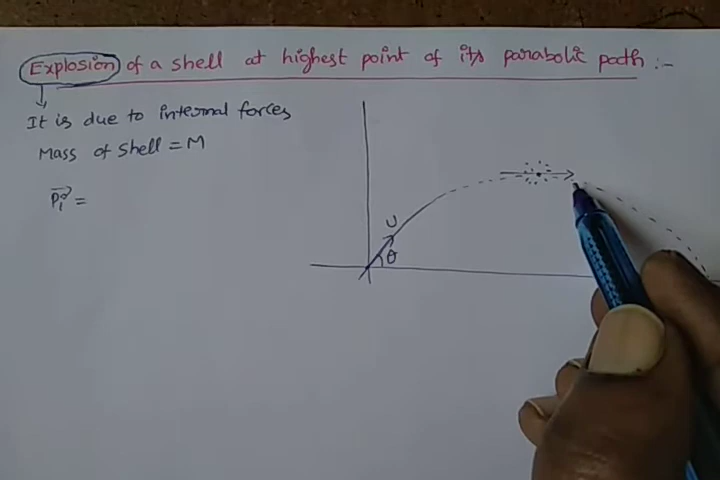 Explosion of a shell at highest point of its parabolic path :-
It is due to internal forces
Mass of shell = M
Pi =
U
θ